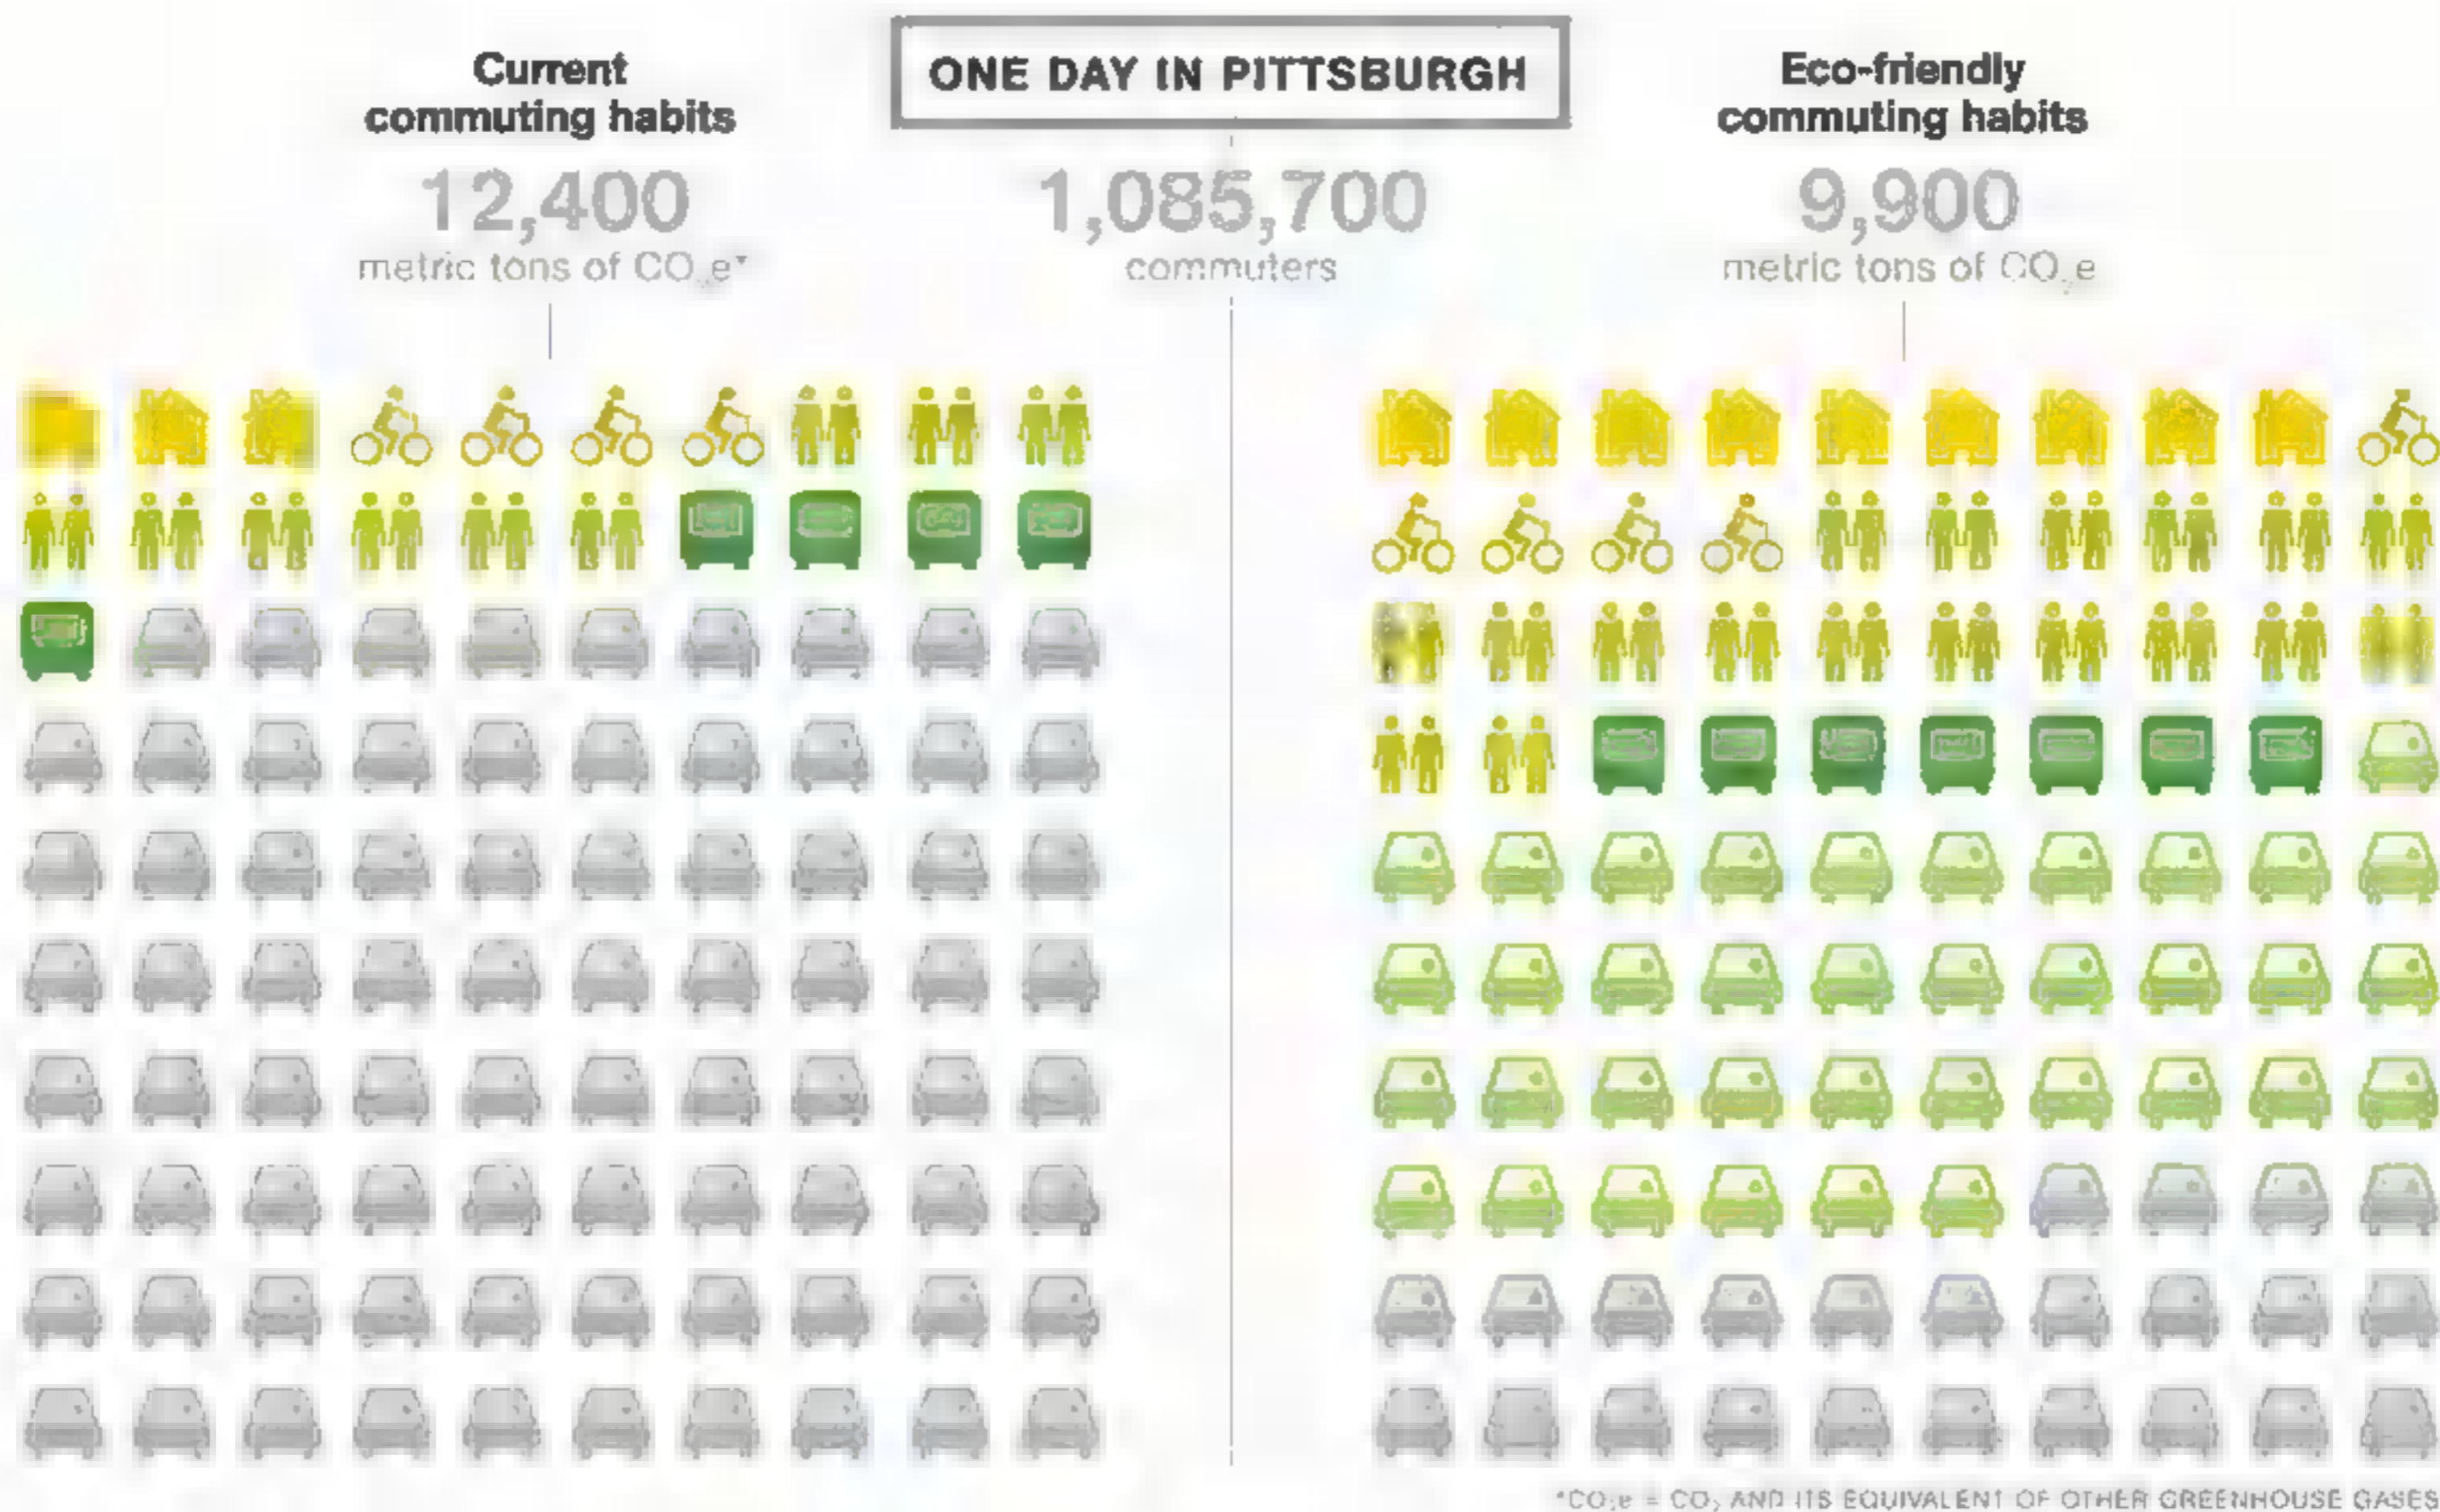 ONE DAY IN PITTSBURGH
Current
commuting habits
12,400
metric tons of CO₂e*
1,085,700
commuters
Eco-friendly
commuting habits
9,900
metric tons of CO₂e
*CO₂e = CO₂ AND ITS EQUIVALENT OF OTHER GREENHOUSE GASES